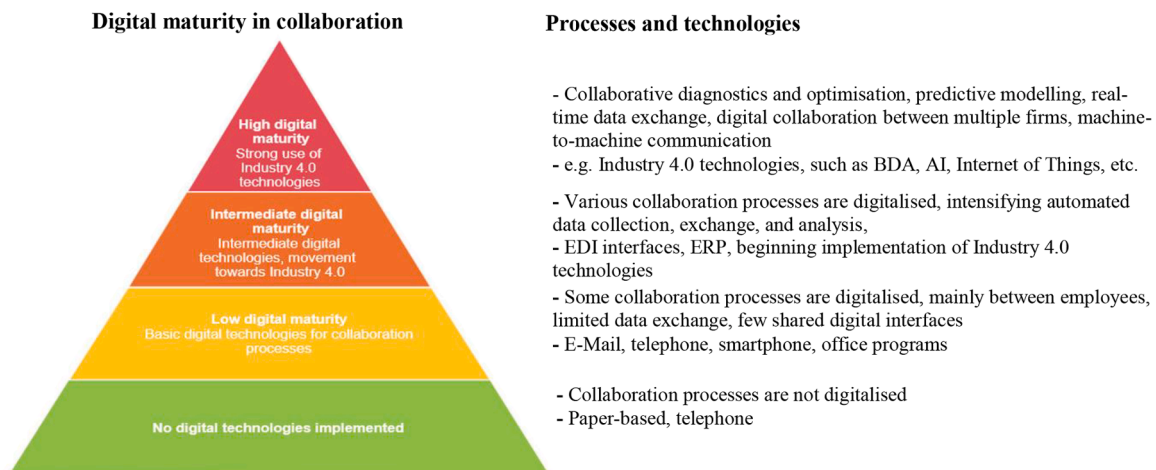 Digital maturity in collaboration
Processes and technologies
High digital
maturity
Strong use of
Industry 4.0
technologies
- Collaborative diagnostics and optimisation, predictive modelling, real-
time data exchange, digital collaboration between multiple firms, machine-
to-machine communication
- e.g. Industry 4.0 technologies, such as BDA, AI, Internet of Things, etc.
Intermediate digital
maturity
Intermediate digital
technologies, movement
towards Industry 4.0
- Various collaboration processes are digitalised, intensifying automated
data collection, exchange, and analysis,
- EDI interfaces, ERP, beginning implementation of Industry 4.0
technologies
Low digital maturity
Basic digital technologies for collaboration
processes
- Some collaboration processes are digitalised, mainly between employees,
limited data exchange, few shared digital interfaces
- E-Mail, telephone, smartphone, office programs
No digital technologies implemented
- Collaboration processes are not digitalised
- Paper-based, telephone